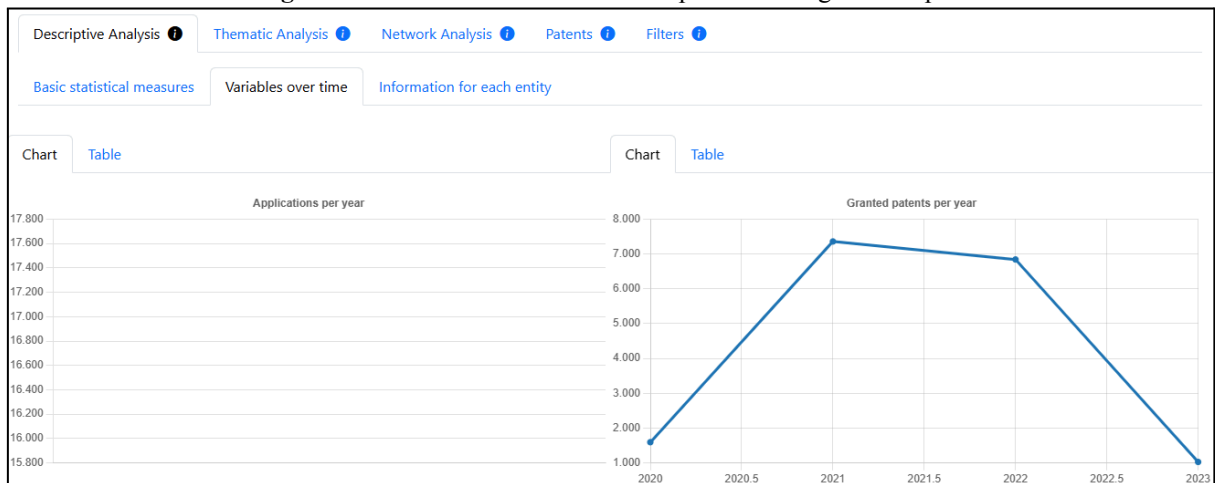 Descriptive Analysis i Thematic Analysis i Network Analysis i Patents i Filters i
Basic statistical measures Variables over time Information for each entity
Chart Table
Applications per year
17.800
17.600
17.400
17.200
17.000
16.800
16.600
16.400
16.200
16.000
15.800
Chart Table
Granted patents per year
8.000
7.000
6.000
5.000
4.000
3.000
2.000
1.000
2020 2020.5 2021 2021.5 2022 2022.5 2023